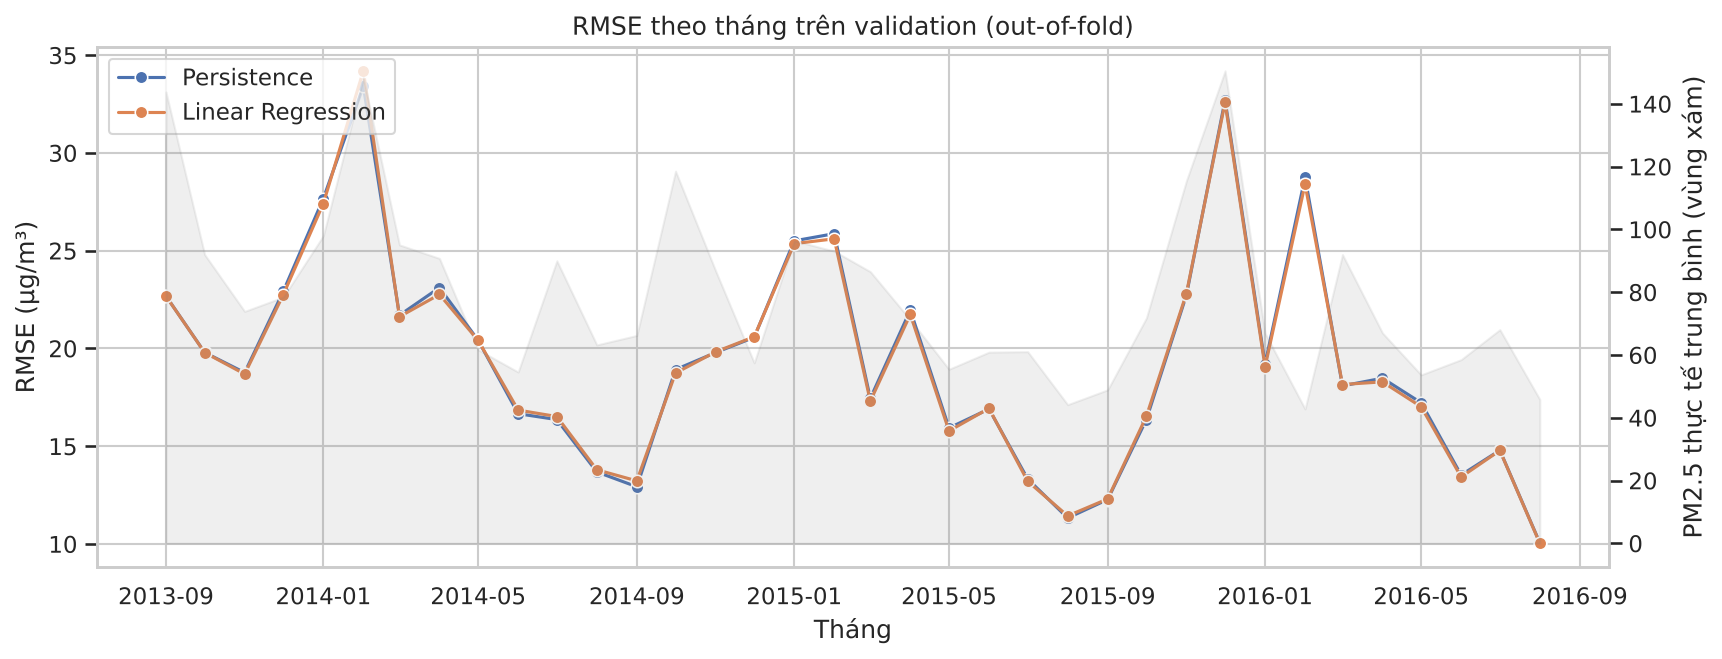 RMSE theo tháng trên validation (out-of-fold)
Persistence
Linear Regression
RMSE (µg/m³)
35
30
25
20
15
10
PM2.5 thực tế trung bình (vùng xám)
140
120
100
80
60
40
20
0
2013-09 2014-01 2014-05 2014-09 2015-01 2015-05 2015-09 2016-01 2016-05 2016-09
Tháng